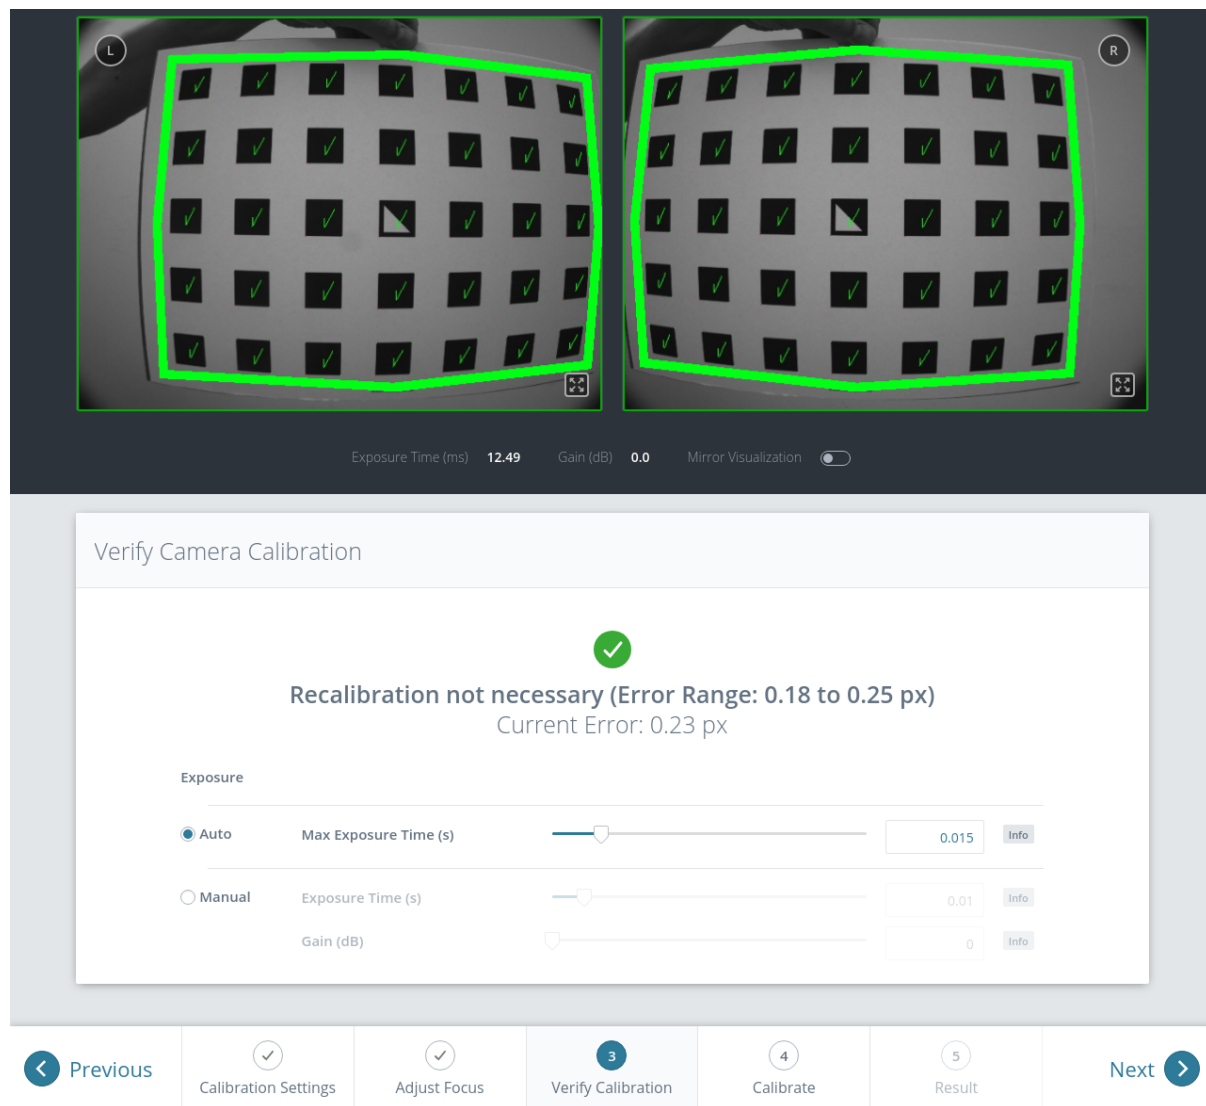 L
R
Exposure Time (ms) 12.49 Gain (dB) 0.0 Mirror Visualization
Verify Camera Calibration
Recalibration not necessary (Error Range: 0.18 to 0.25 px)
Current Error: 0.23 px
Exposure
Auto Max Exposure Time (s) 0.015 Info
Manual Exposure Time (s) 0.01 Info
Gain (dB) 0 Info
Previous
3 4 5
Calibration Settings Adjust Focus Verify Calibration Calibrate Result
Next